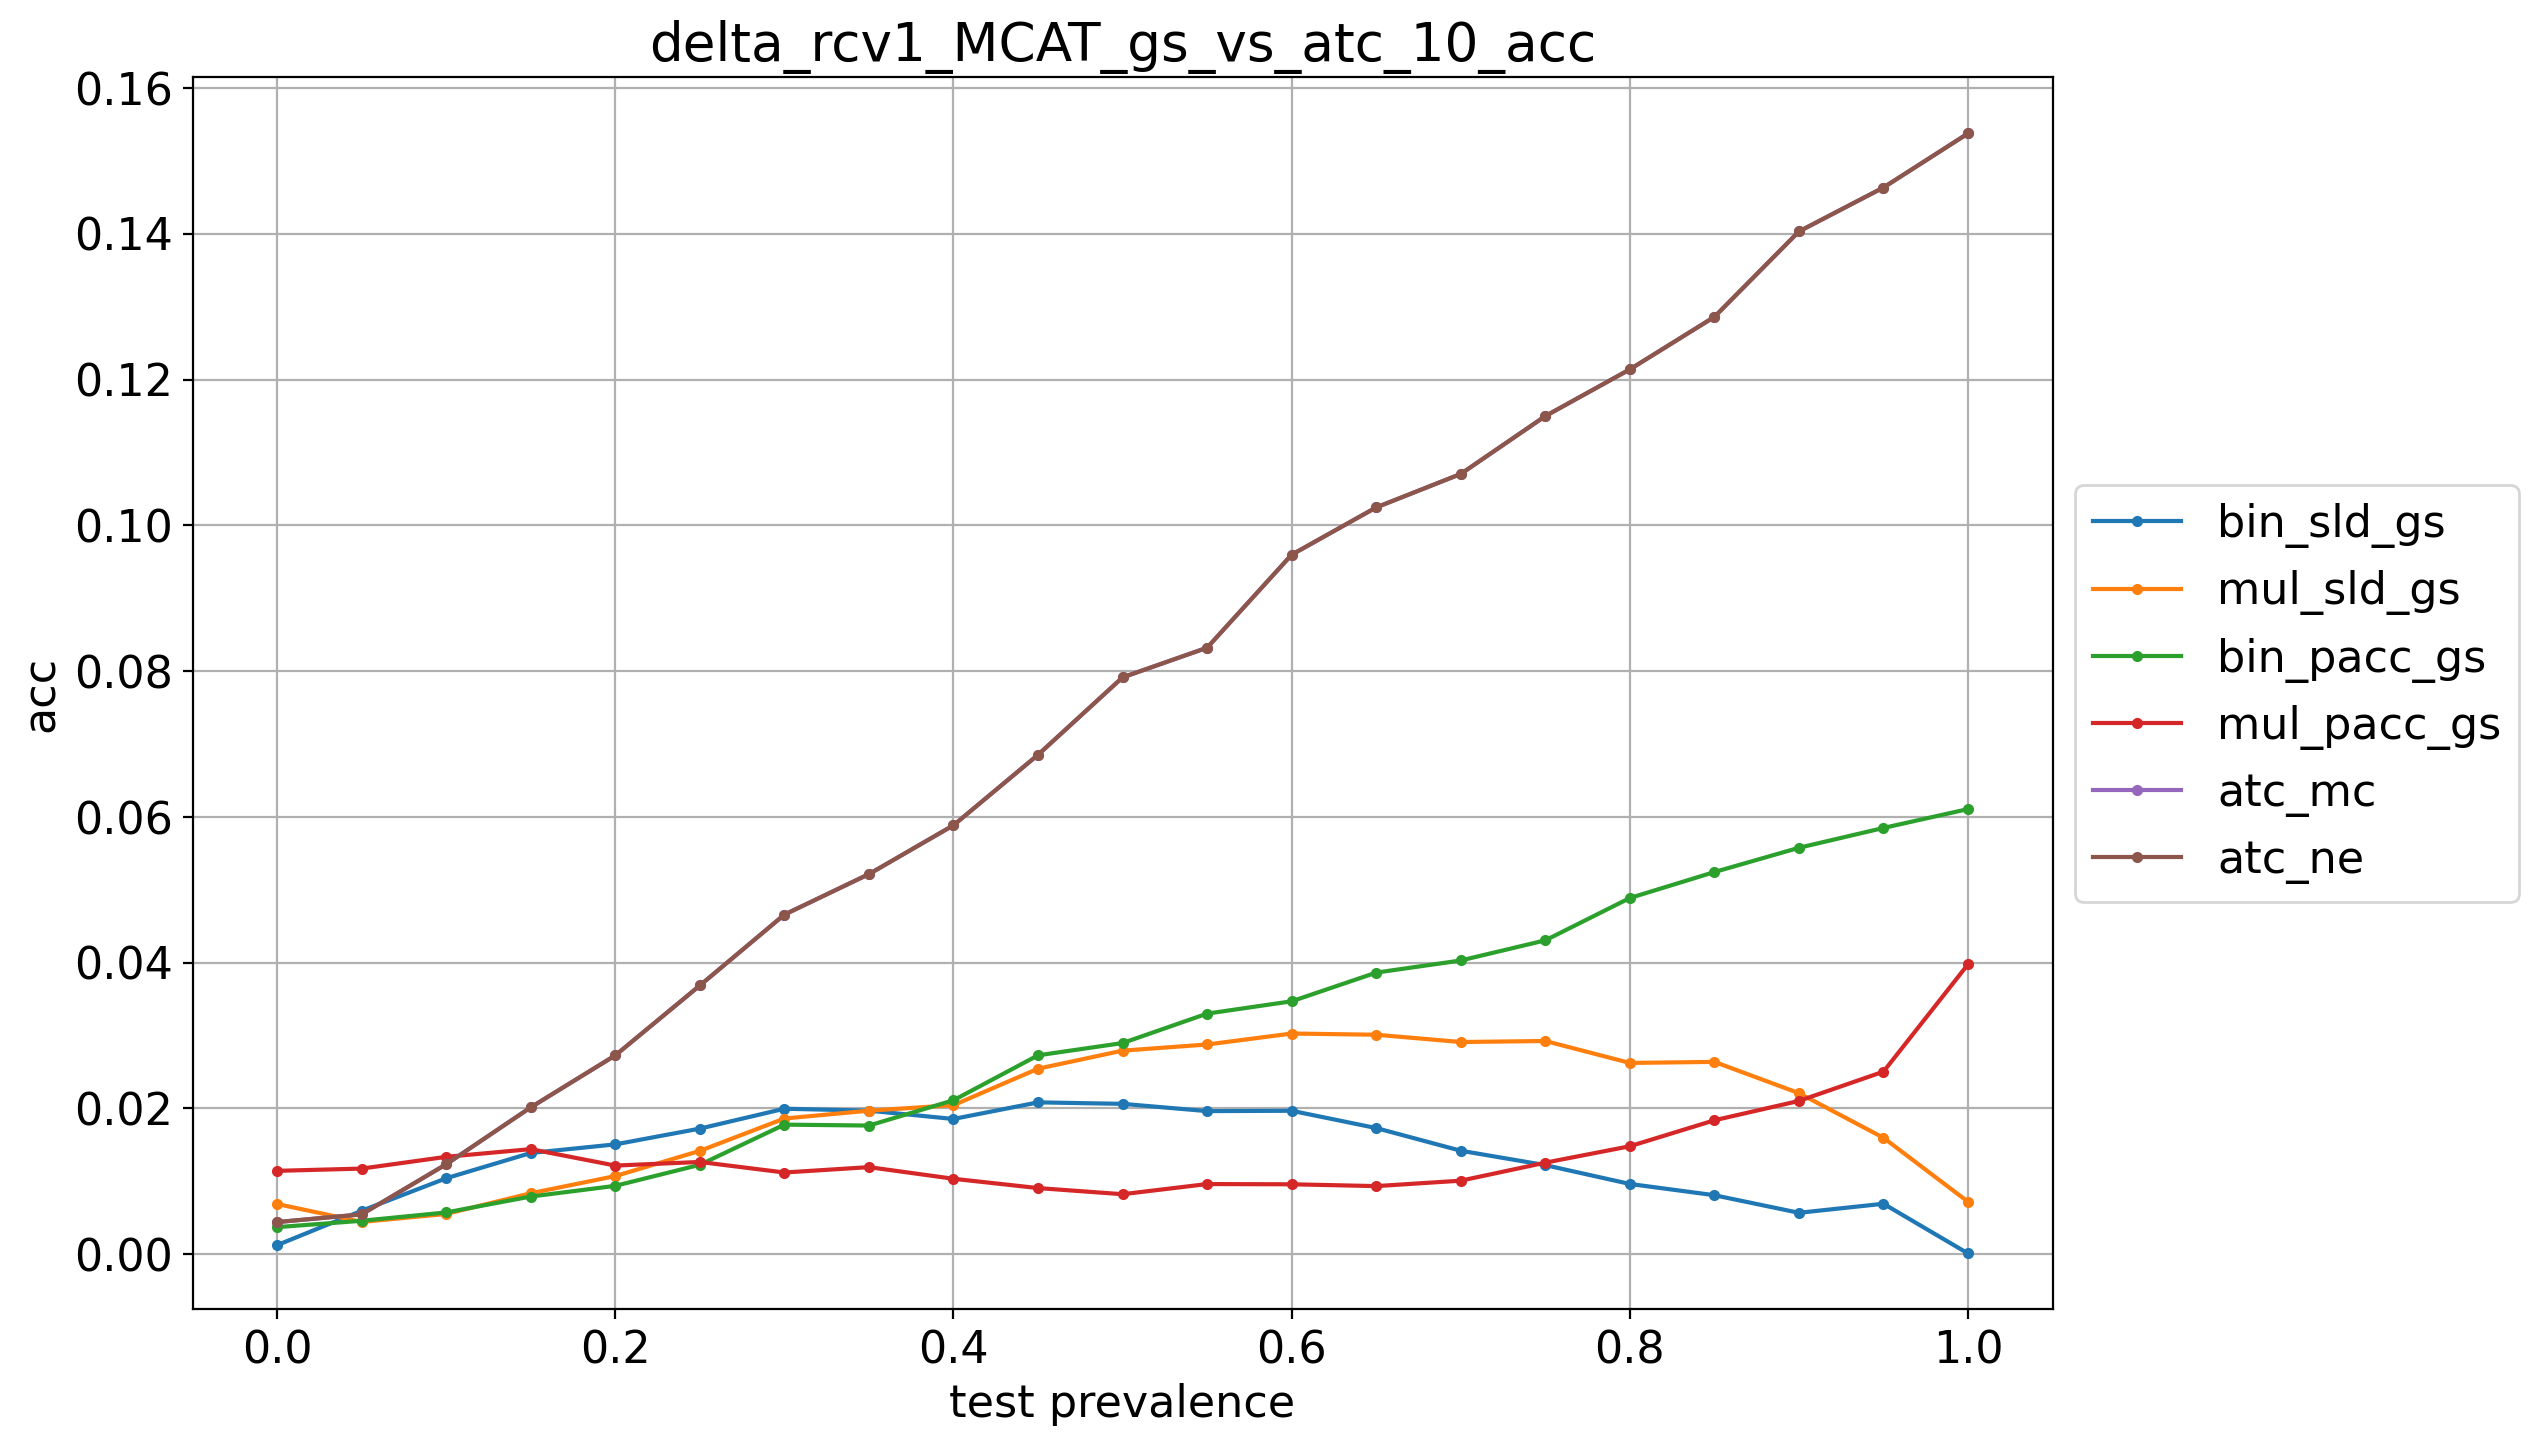 delta_rcv1_MCAT_gs_vs_atc_10_acc
0.16
0.14
0.12
0.10
0.08
0.06
0.04
0.02
0.00
acc
0.0 0.2 0.4 0.6 0.8 1.0
test prevalence
bin_sld_gs
mul_sld_gs
bin_pacc_gs
mul_pacc_gs
atc_mc
atc_ne